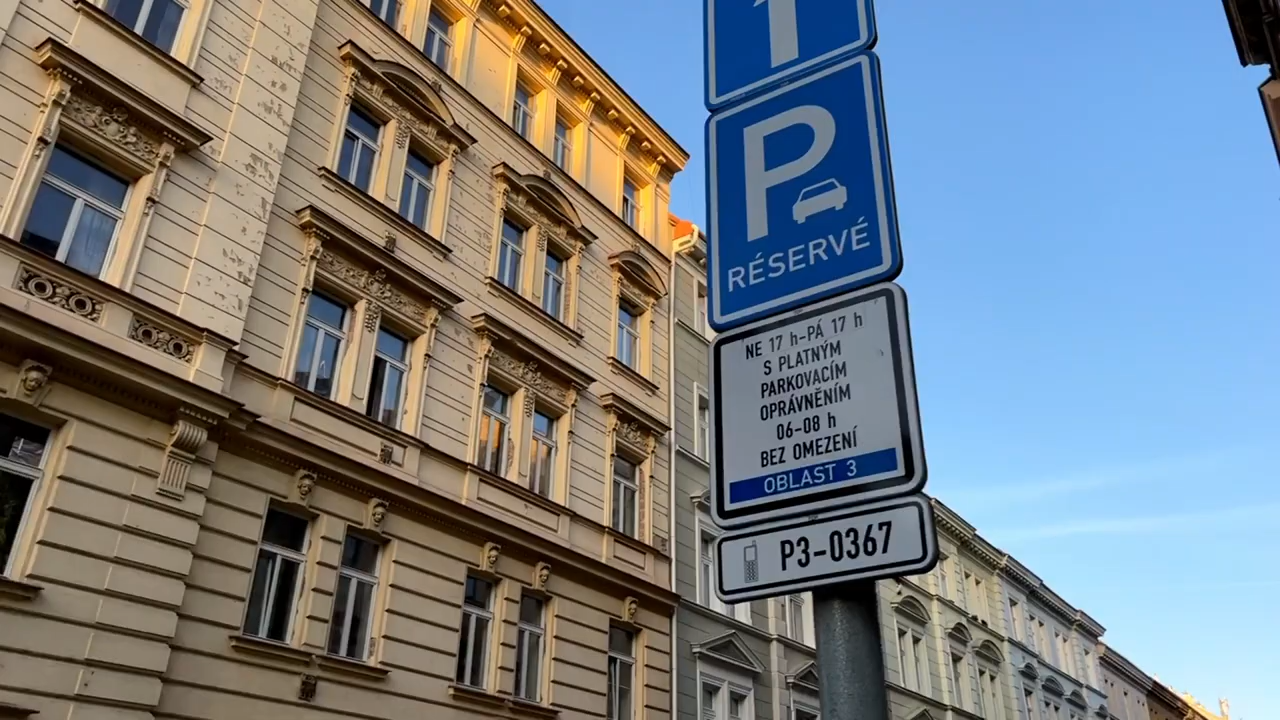 P
RÉSERVÉ
NE 17 h-PÁ 17 h
S PLATNÝM
PARKOVACÍM
OPRÁVNĚNÍM
06-08 h
BEZ OMEZENÍ
OBLAST 3
P3-0367